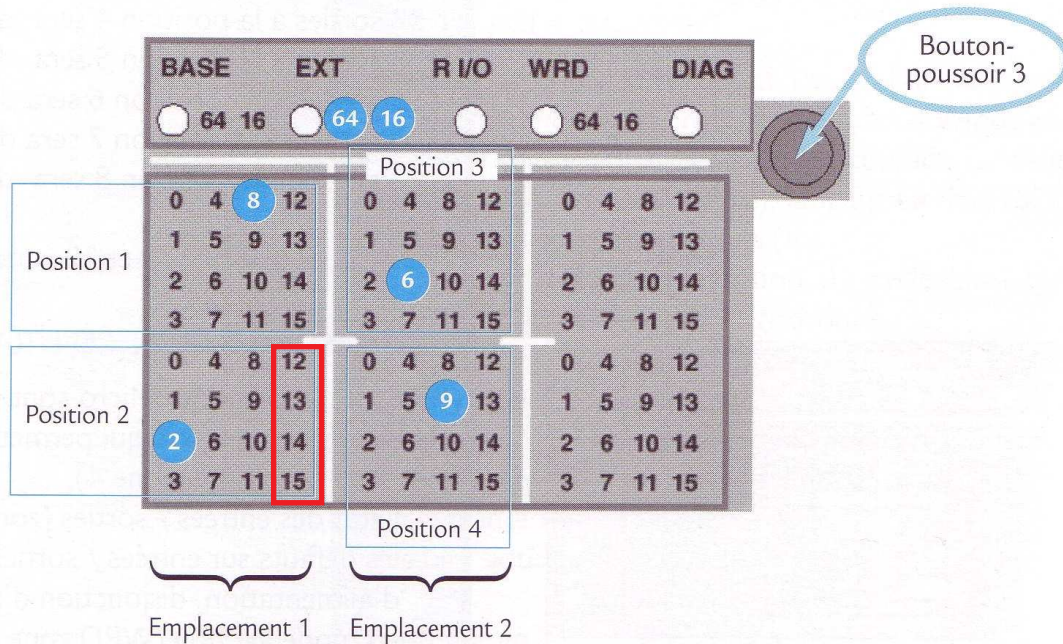 Bouton-
poussoir 3
BASE EXT R I/O WRD DIAG
64 16 64 16 64 16
Position 3
0 4 8 12 0 4 8 12 0 4 8 12
1 5 9 13 1 5 9 13 1 5 9 13
Position 1
2 6 10 14 2 6 10 14 2 6 10 14
3 7 11 15 3 7 11 15 3 7 11 15
0 4 8 12 0 4 8 12 0 4 8 12
1 5 9 13 1 5 9 13 1 5 9 13
Position 2
2 6 10 14 2 6 10 14 2 6 10 14
3 7 11 15 3 7 11 15 3 7 11 15
Position 4
Emplacement 1 Emplacement 2